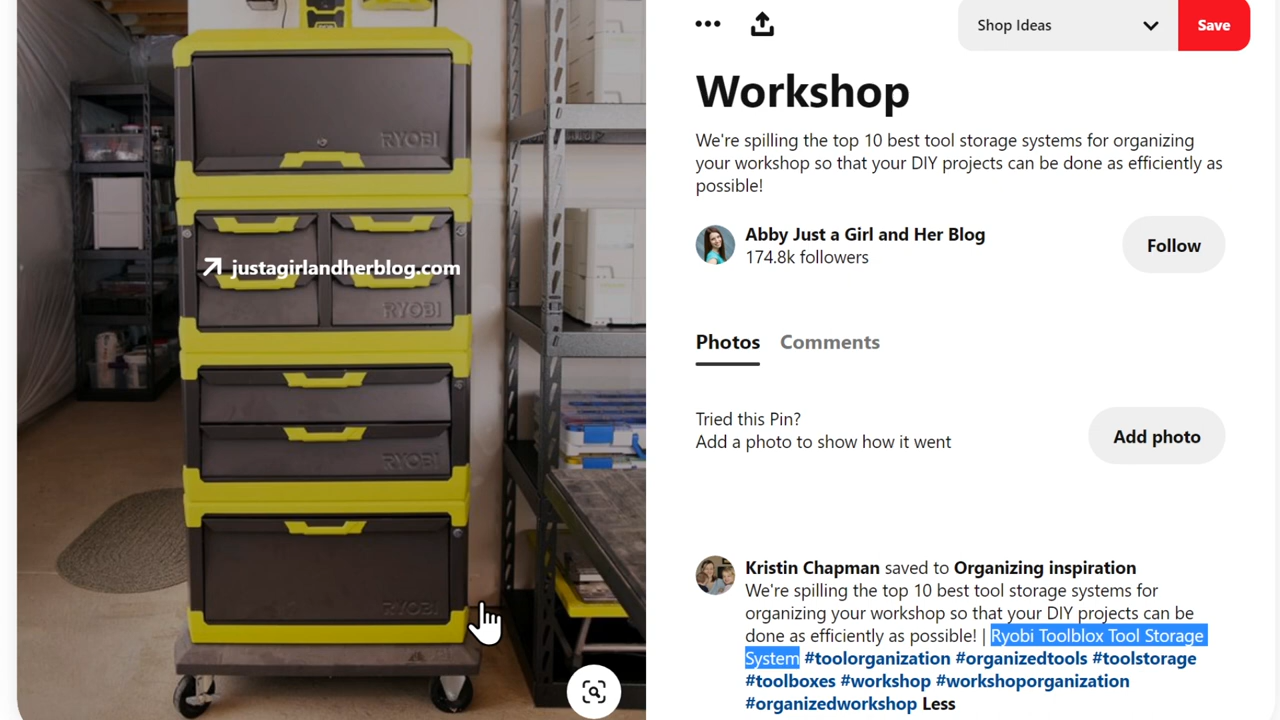 RYOBI
justagirlandherblog.com
RYOBI
RYOBI
RYOBI
Shop Ideas
Save
Workshop
We're spilling the top 10 best tool storage systems for organizing
your workshop so that your DIY projects can be done as efficiently as
possible!
Abby Just a Girl and Her Blog
174.8k followers
Follow
Photos Comments
Tried this Pin?
Add a photo to show how it went
Add photo
Kristin Chapman saved to Organizing inspiration
We're spilling the top 10 best tool storage systems for
organizing your workshop so that your DIY projects can be
done as efficiently as possible! | Ryobi Toolblox Tool Storage
System #toolorganization #organizedtools #toolstorage
#toolboxes #workshop #workshoporganization
#organizedworkshop Less